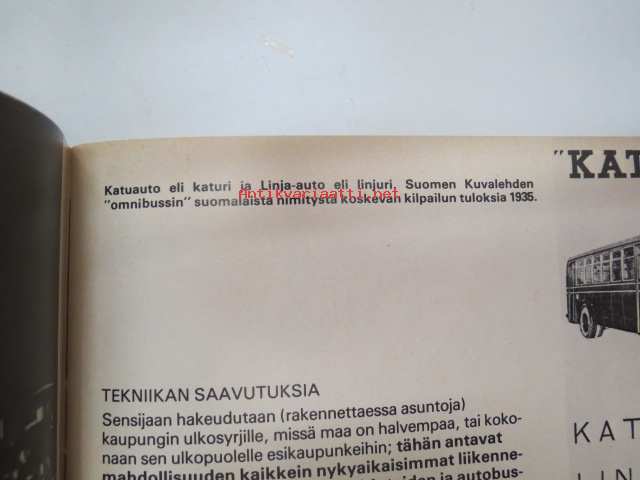 "KAT
Katuauto eli katuri ja Linja-auto eli linjuri. Suomen Kuvalehden
"omnibussin" suomalaista nimitystä koskevan kilpailun tuloksia 1935.
Antikvariaatti.net
TEKNIIKAN SAAVUTUKSIA
Sensijaan hakeudutaan (rakennettaessa asuntoja)
kaupungin ulkosyrjille, missä maa on halvempaa, tai koko-
naan sen ulkopuolelle esikaupunkeihin; tähän antavat
mahdollisuuden kaikkein nykyaikaisimmat liikenne-
ja autobus-
KAT
LIN